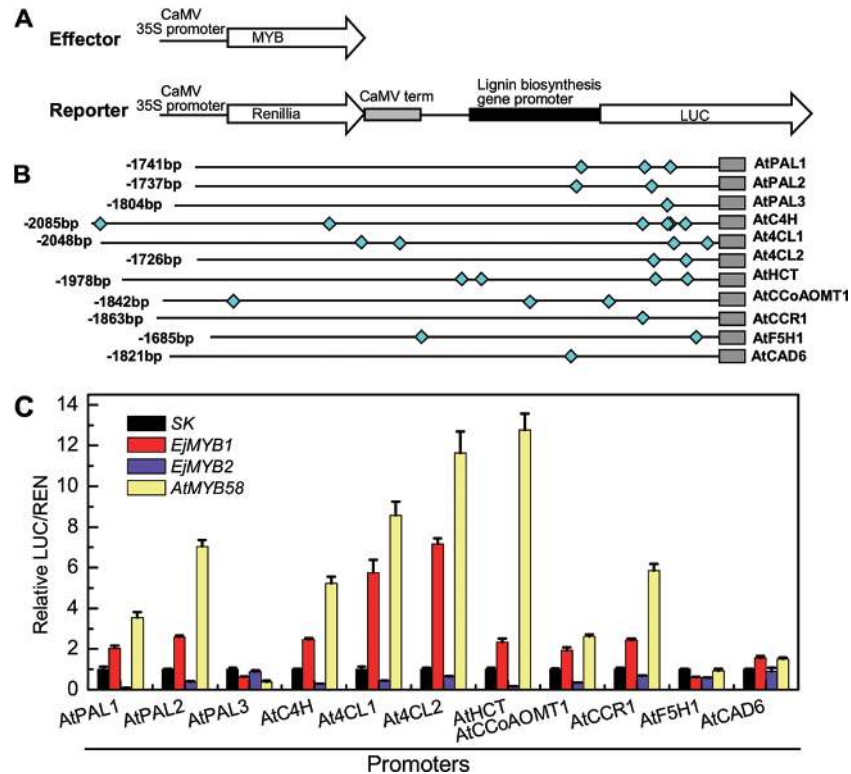 A
CaMV
35S promoter
Effector
MYB
CaMV
35S promoter
Reporter
Renillia
CaMV term
Lignin biosynthesis
gene promoter
LUC
B
-1741bp
AtPAL1
-1737bp
AtPAL2
-1804bp
AtPAL3
-2085bp
AtC4H
-2048bp
At4CL1
-1726bp
At4CL2
-1978bp
AtHCT
-1842bp
AtCCoAOMT1
-1863bp
AtCCR1
-1685bp
AtF5H1
-1821bp
AtCAD6
C
Relative LUC/REN
14
12
10
8
6
4
2
0
SK
EjMYB1
EjMYB2
AtMYB58
AtPAL1
AtPAL2
AtPAL3
AtC4H
At4CL1
At4CL2
AtHCT
AtCCoAOMT1
AtCCR1
AtF5H1
AtCAD6
Promoters